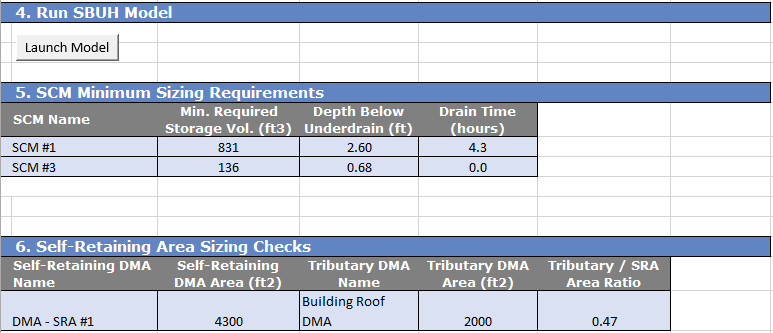 4. Run SBUH Model
Launch Model
5. SCM Minimum Sizing Requirements
SCM Name Min. Required Storage Vol. (ft3) Depth Below Underdrain (ft) Drain Time (hours)
SCM #1 831 2.60 4.3
SCM #3 136 0.68 0.0
6. Self-Retaining Area Sizing Checks
Self-Retaining DMA Name Self-Retaining DMA Area (ft2) Tributary DMA Name Tributary DMA Area (ft2) Tributary / SRA Area Ratio
DMA - SRA #1 4300 Building Roof DMA 2000 0.47